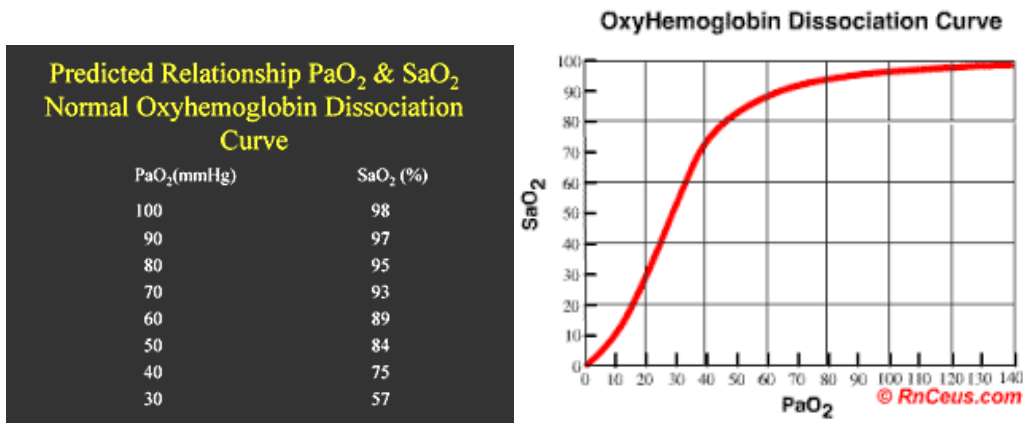 Predicted Relationship PaO₂ & SaO₂
Normal Oxyhemoglobin Dissociation
Curve
PaO₂(mmHg) SaO₂ (%)
100 98
90 97
80 95
70 93
60 89
50 84
40 75
30 57
OxyHemoglobin Dissociation Curve
SaO₂
100
90
80
70
60
50
40
30
20
10
0
0 10 20 30 40 50 60 70 80 90 100 110 120 130 140
PaO₂
© RnCeus.com